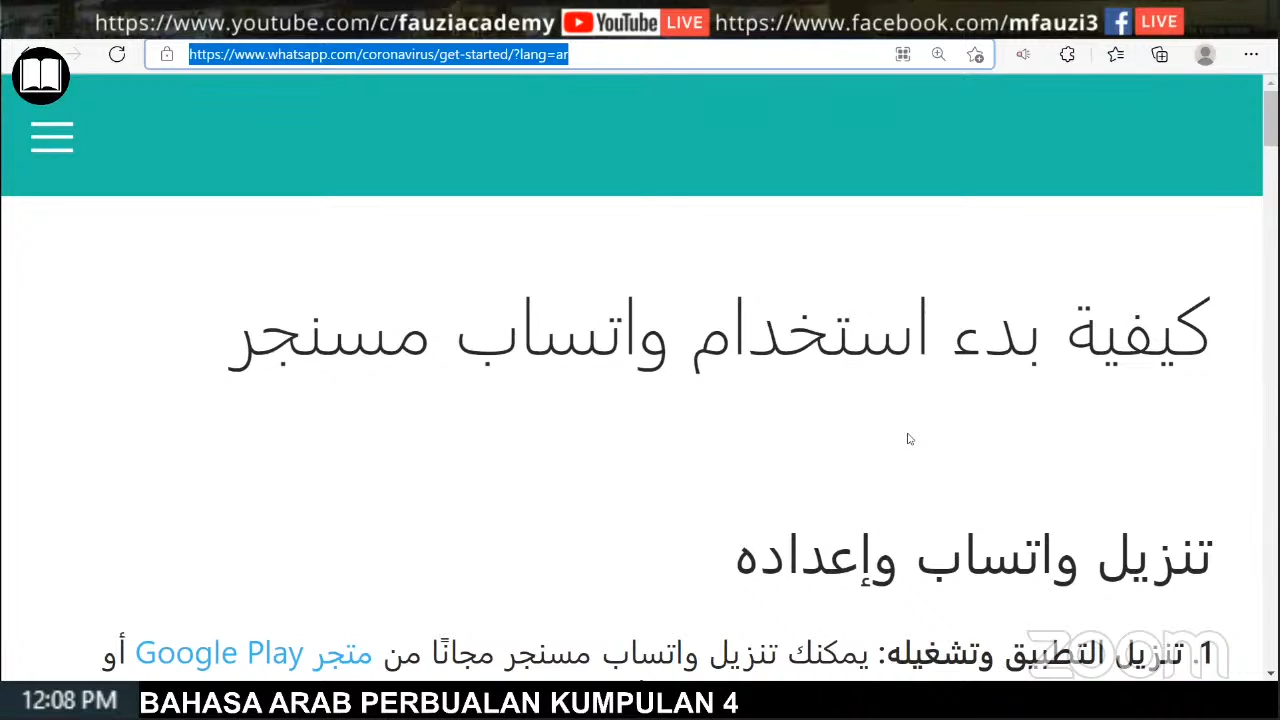 https://www.youtube.com/c/fauziacademy YouTube LIVE https://www.facebook.com/mfauzi3 f LIVE
https://www.whatsapp.com/coronavirus/get-started/?lang=ar
كيفية بدء استخدام واتساب مسنجر
تنزيل واتساب وإعداده
1. تنزيل التطبيق وتشغيله: يمكنك تنزيل واتساب مسنجر مجانًا من متجر Google Play أو
zoom
12:08 PM BAHASA ARAB PERBUALAN KUMPULAN 4